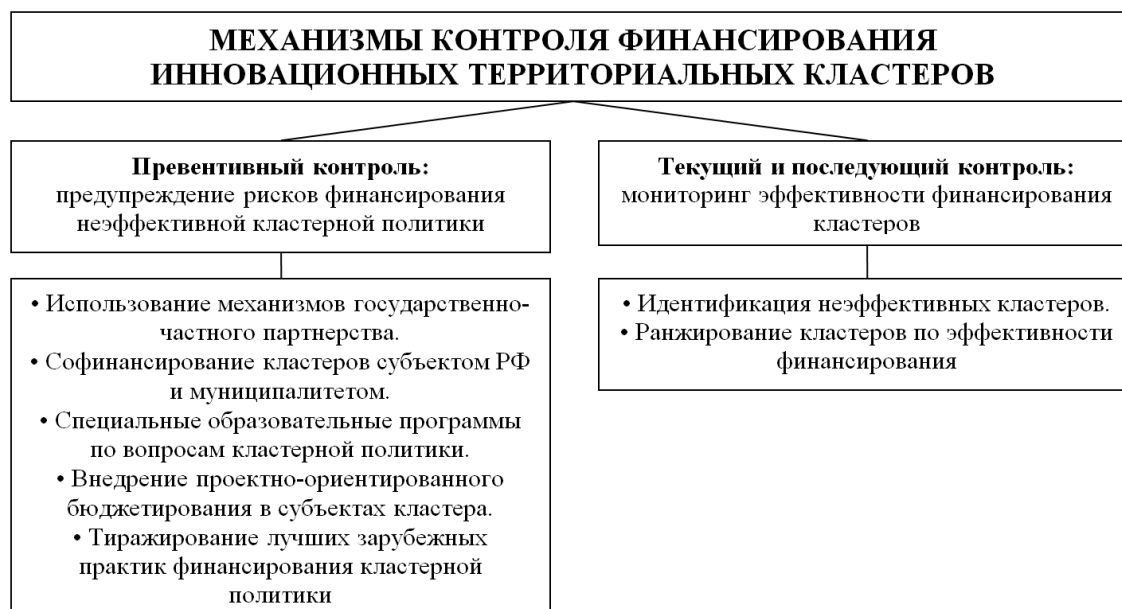 МЕХАНИЗМЫ КОНТРОЛЯ ФИНАНСИРОВАНИЯ
ИННОВАЦИОННЫХ ТЕРРИТОРИАЛЬНЫХ КЛАСТЕРОВ
Превентивный контроль:
предупреждение рисков финансирования
неэффективной кластерной политики
• Использование механизмов государственно-
частного партнерства.
• Софинансирование кластеров субъектом РФ
и муниципалитетом.
• Специальные образовательные программы
по вопросам кластерной политики.
• Внедрение проектно-ориентированного
бюджетирования в субъектах кластера.
• Тиражирование лучших зарубежных
практик финансирования кластерной
политики
Текущий и последующий контроль:
мониторинг эффективности финансирования
кластеров
• Идентификация неэффективных кластеров.
• Ранжирование кластеров по эффективности
финансирования